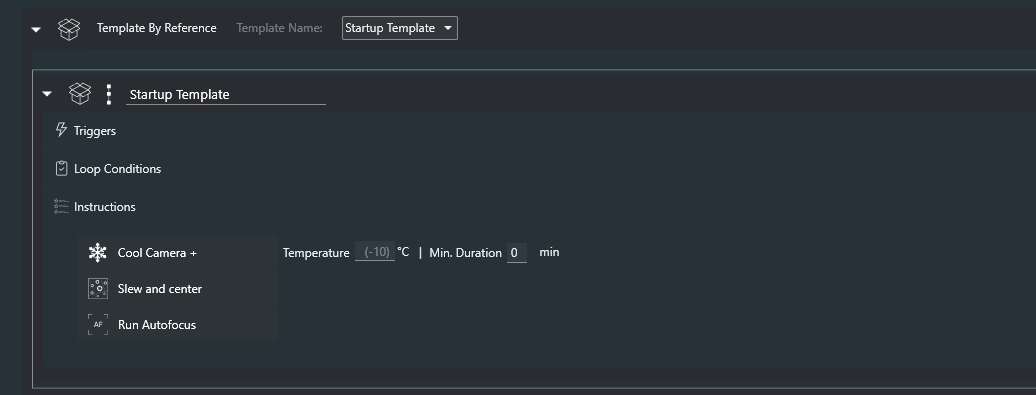 Template By Reference Template Name: Startup Template
Startup Template
Triggers
Loop Conditions
Instructions
Cool Camera + Temperature (-10) °C | Min. Duration 0 min
Slew and center
AF Run Autofocus